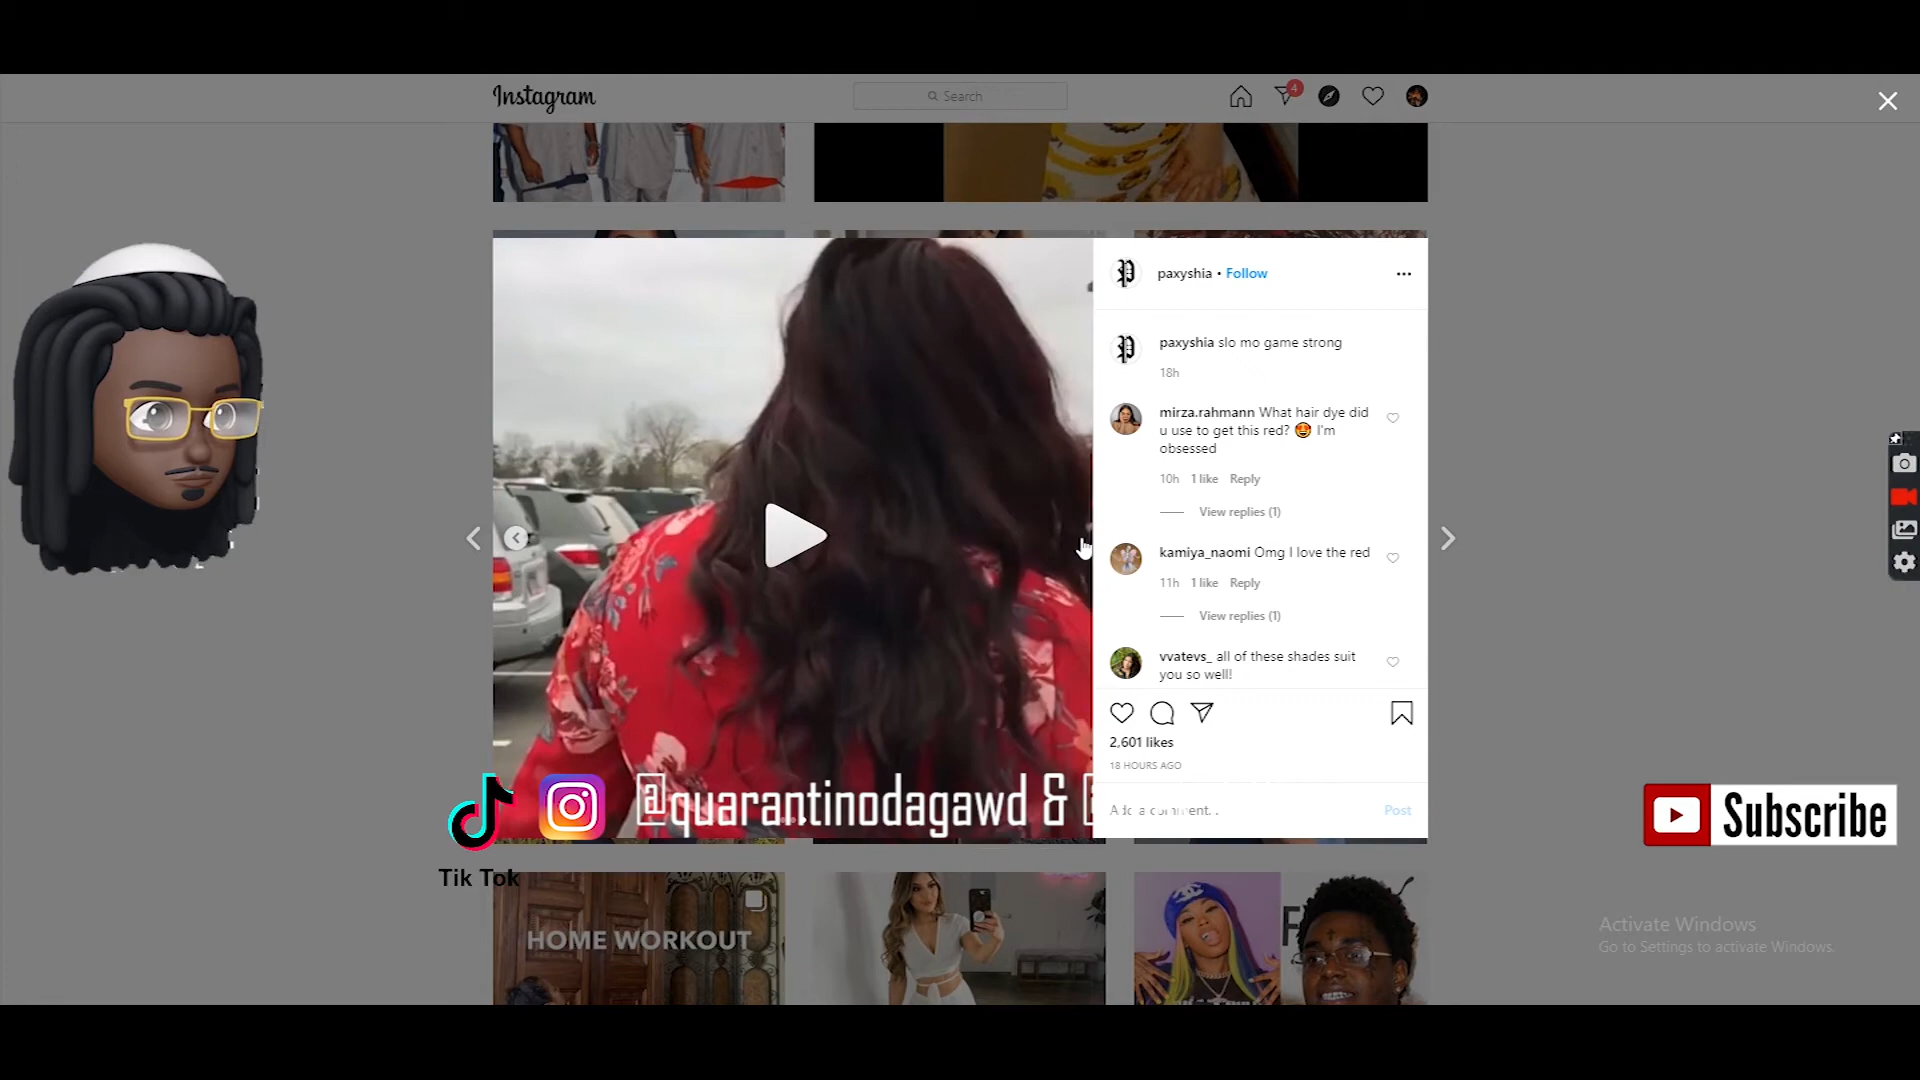 Instagram
Search
4
paxyshia • Follow
paxyshia slo mo game strong
18h
mirza.rahmann What hair dye did
u use to get this red? 😍 I'm
obsessed
10h 1 like Reply
View replies (1)
kamiya_naomi Omg I love the red
11h 1 like Reply
View replies (1)
vvatevs_ all of these shades suit
you so well!
2,601 likes
18 HOURS AGO
Add a comment...
Post
@quarantinodagawd &
Tik Tok
Subscribe
HOME WORKOUT
Activate Windows
Go to Settings to activate Windows.